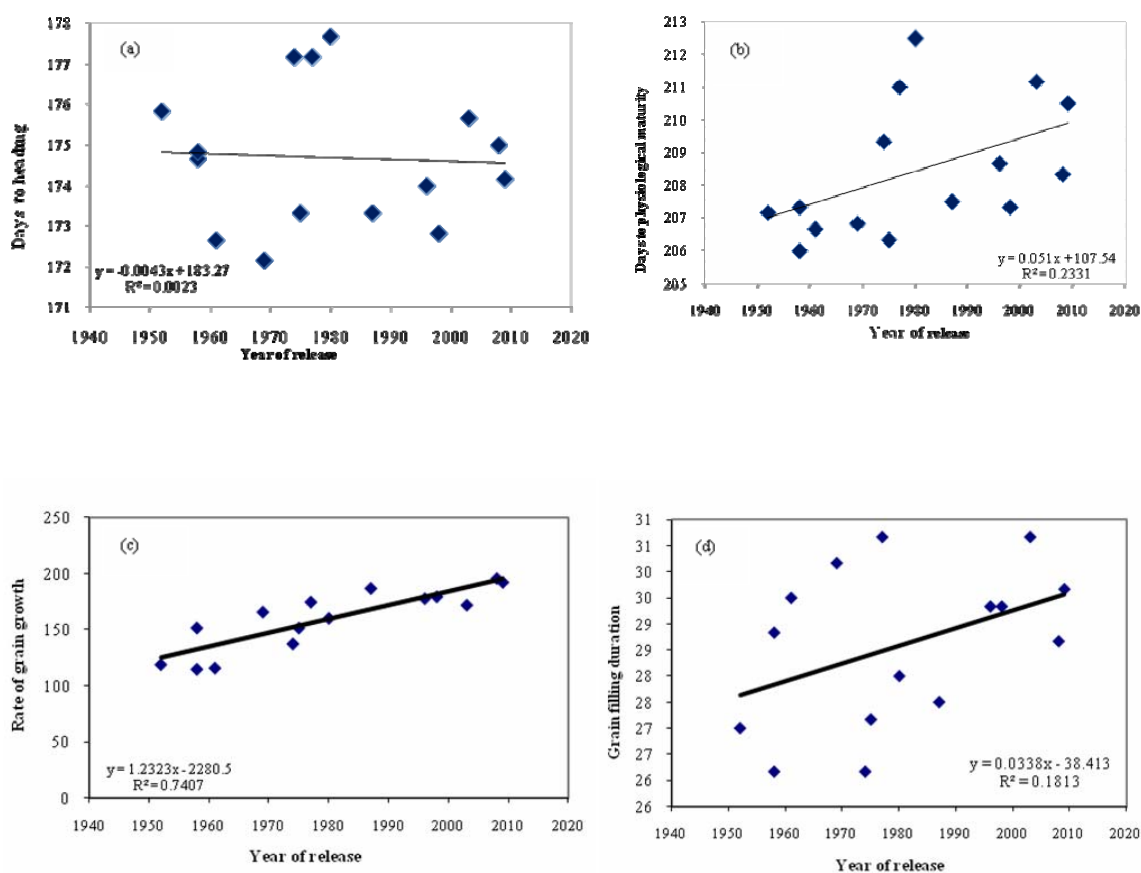 (a)
Days to heading
178
177
176
175
174
173
172
171
y = -0.0043x + 183.27
R² = 0.0023
1940 1950 1960 1970 1980 1990 2000 2010 2020
Year of release
(b)
Days to physiological maturity
213
212
211
210
209
208
207
206
205
y = 0.051x + 107.54
R² = 0.2331
1940 1950 1960 1970 1980 1990 2000 2010 2020
Year of release
(c)
Rate of grain growth
250
200
150
100
50
0
y = 1.2323x - 2280.5
R² = 0.7407
1940 1950 1960 1970 1980 1990 2000 2010 2020
Year of release
(d)
Grain filling duration
31
31
30
30
29
29
28
28
27
27
26
26
y = 0.0338x - 38.413
R² = 0.1813
1940 1950 1960 1970 1980 1990 2000 2010 2020
Year of release